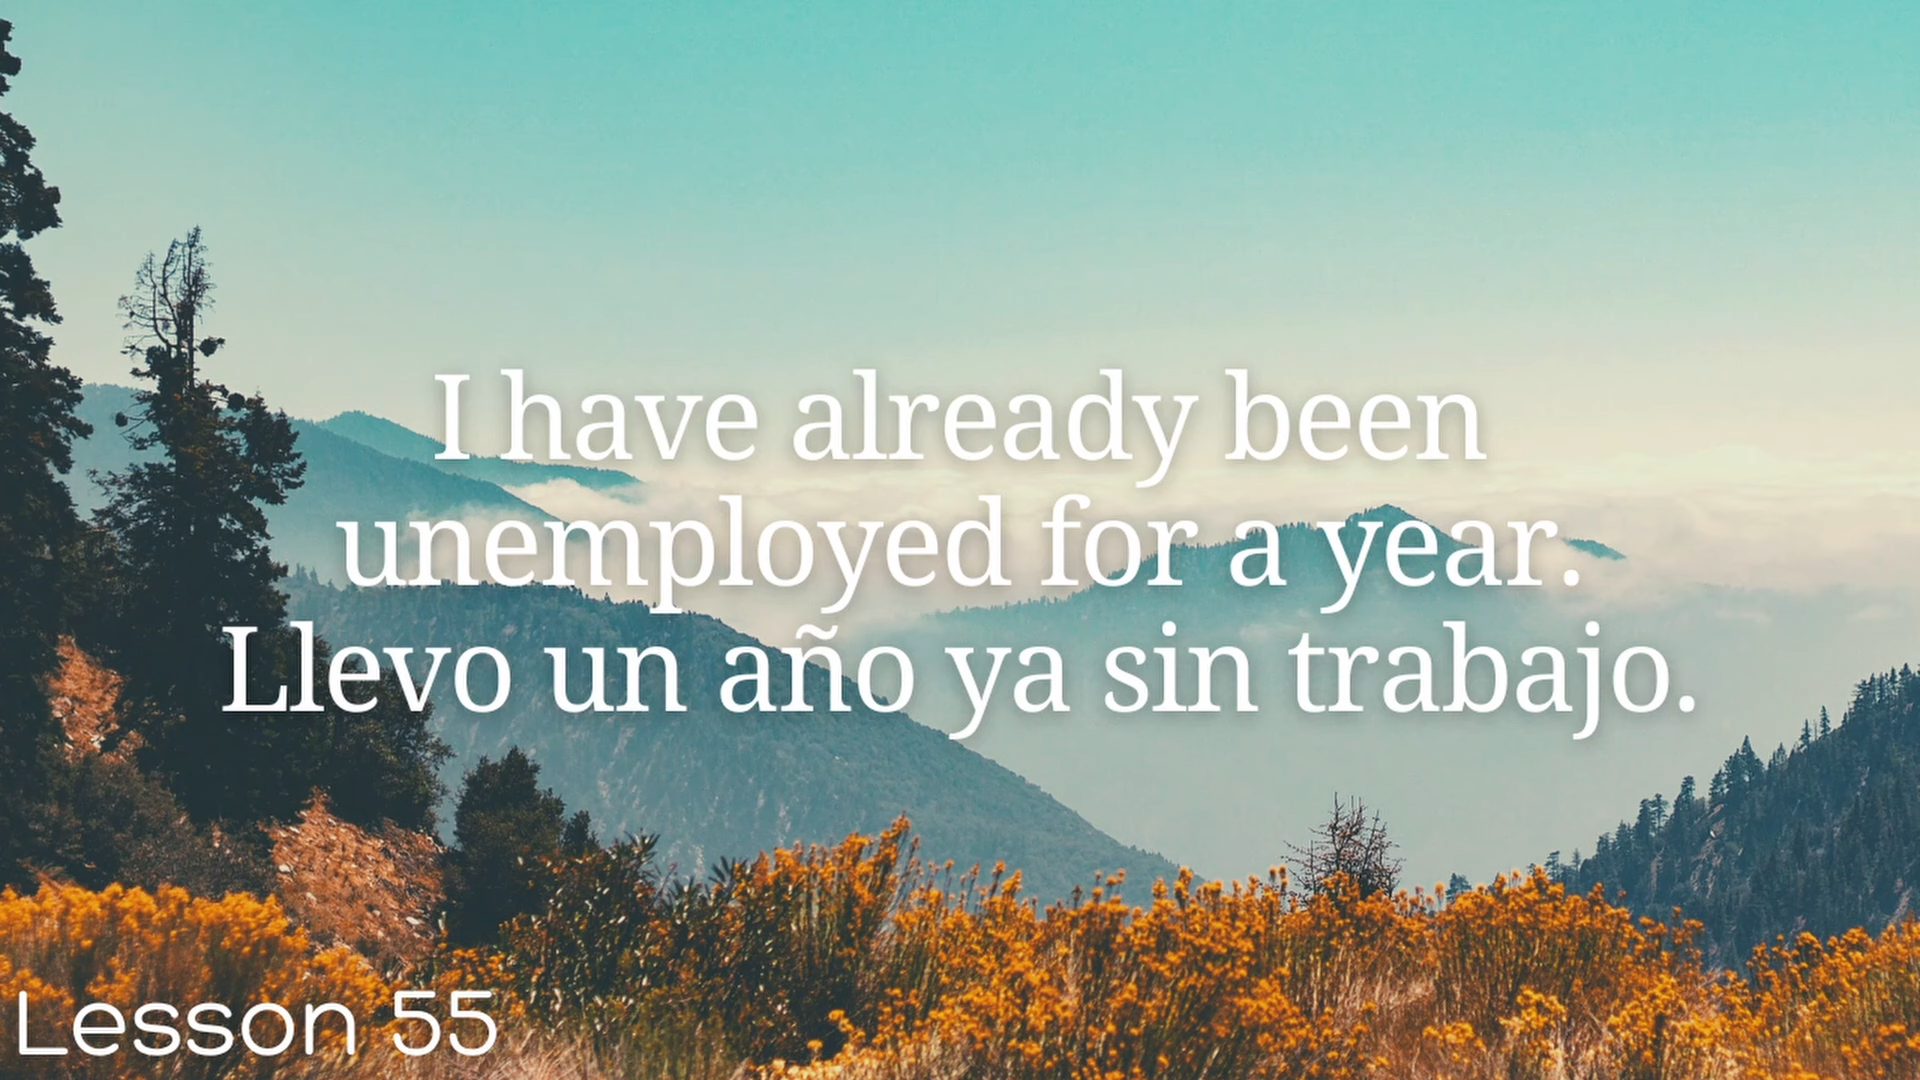 I have already been
unemployed for a year.
Llevo un año ya sin trabajo.
Lesson 55